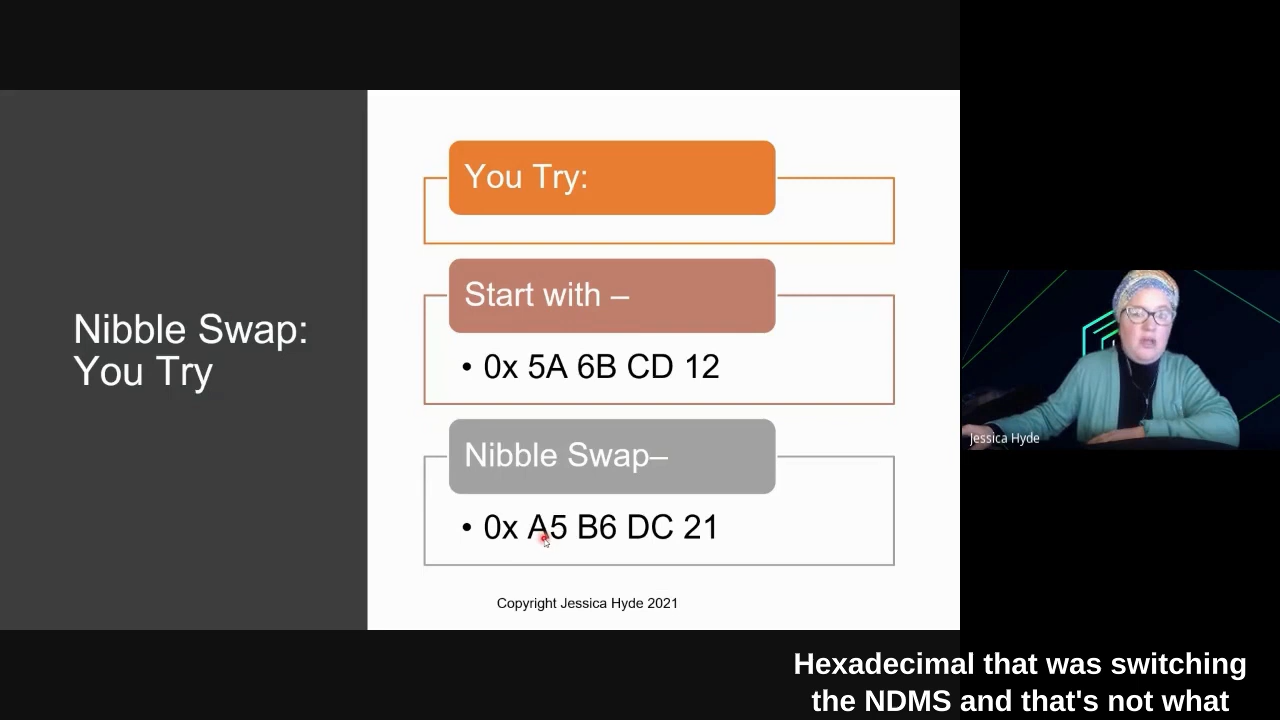 Nibble Swap:
You Try
You Try:
Start with –
• 0x 5A 6B CD 12
Nibble Swap–
• 0x A5 B6 DC 21
Copyright Jessica Hyde 2021
Jessica Hyde
Hexadecimal that was switching
the NDMS and that's not what